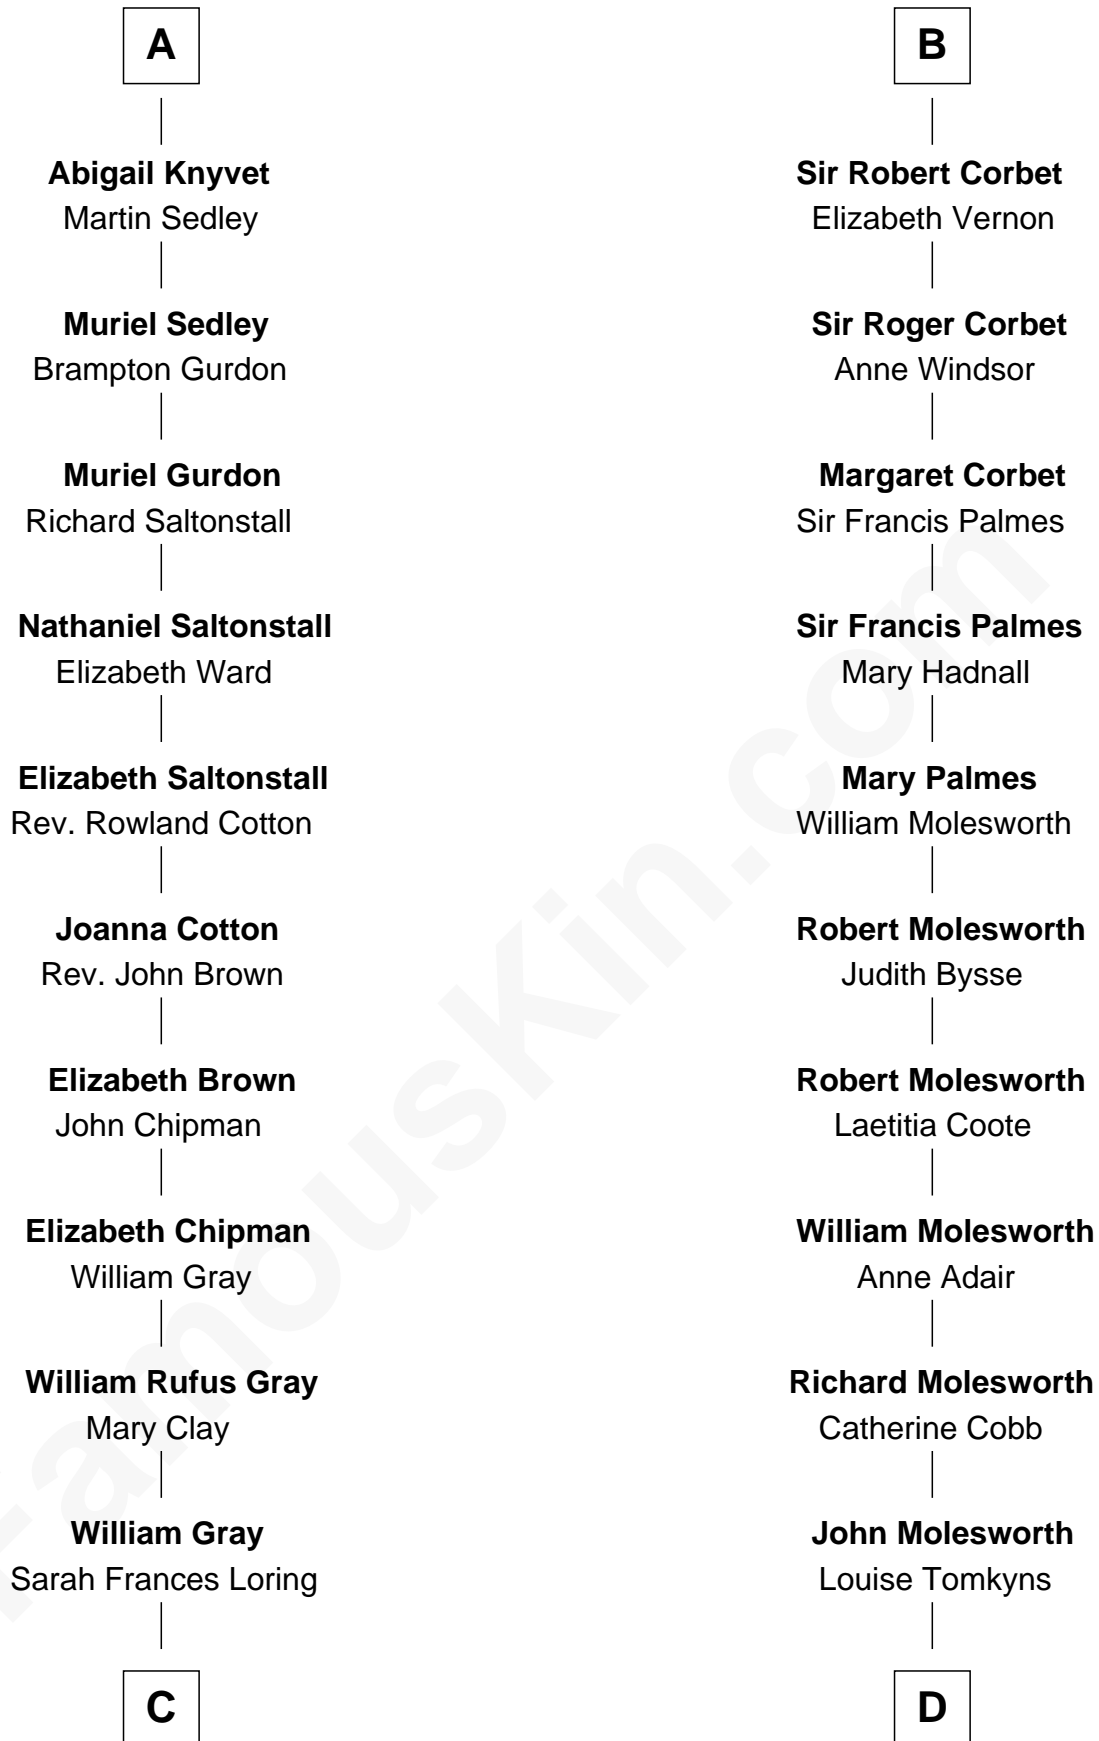 A
Abigail Knyvet
Martin Sedley
Muriel Sedley
Brampton Gurdon
Muriel Gurdon
Richard Saltonstall
Nathaniel Saltonstall
Elizabeth Ward
Elizabeth Saltonstall
Rev. Rowland Cotton
Joanna Cotton
Rev. John Brown
Elizabeth Brown
John Chipman
Elizabeth Chipman
William Gray
William Rufus Gray
Mary Clay
William Gray
Sarah Frances Loring
C
B
Sir Robert Corbet
Elizabeth Vernon
Sir Roger Corbet
Anne Windsor
Margaret Corbet
Sir Francis Palmes
Sir Francis Palmes
Mary Hadnall
Mary Palmes
William Molesworth
Robert Molesworth
Judith Bysse
Robert Molesworth
Laetitia Coote
William Molesworth
Anne Adair
Richard Molesworth
Catherine Cobb
John Molesworth
Louise Tomkyns
D
FamousKin.com